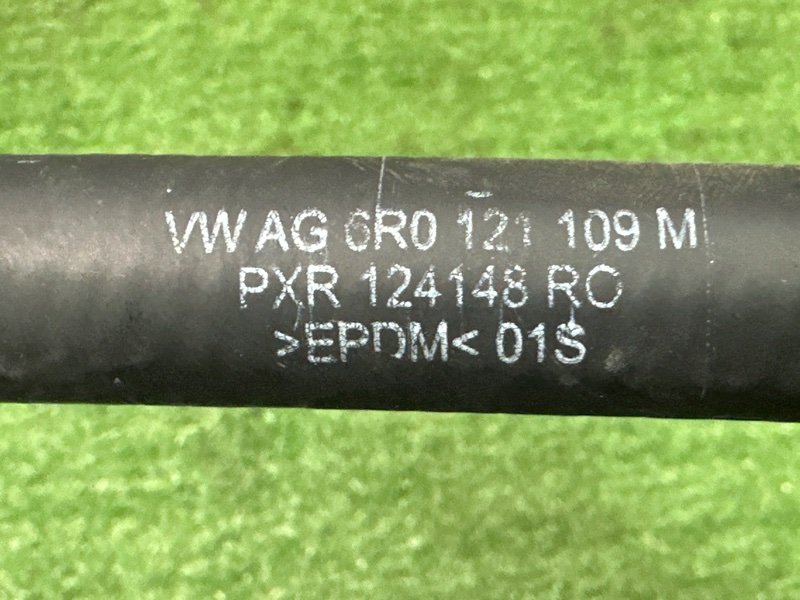 VW AG 6R0 121 109 M
PXR 124148 RO
>EPDM< 01S